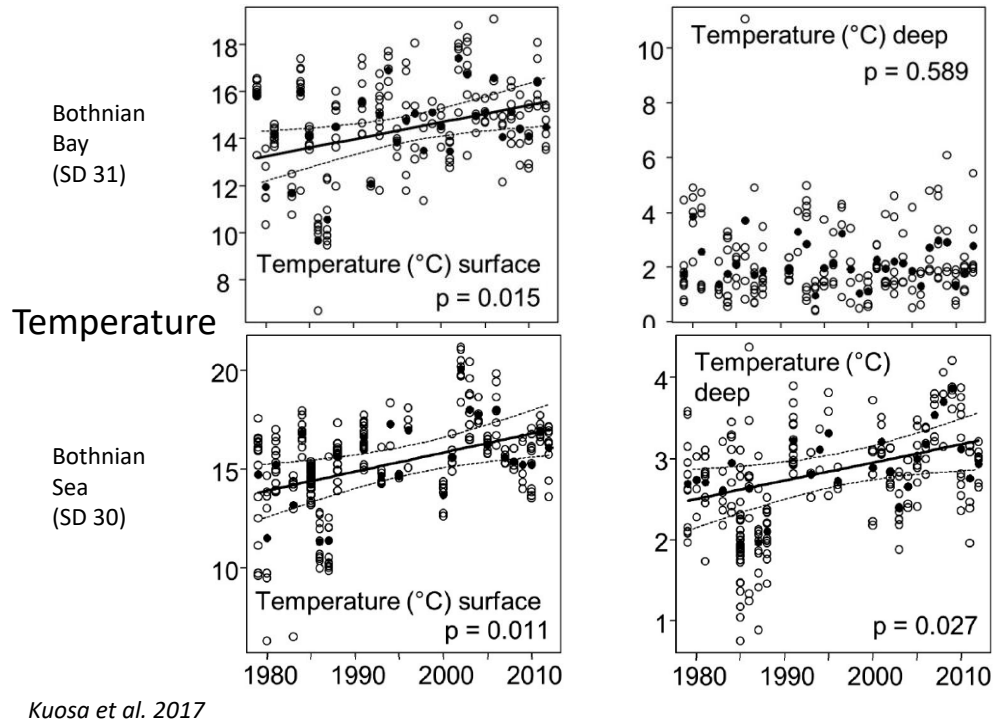 18
16
14
12
10
8
Temperature (°C) surface
p = 0.015
10
8
6
4
2
0
Temperature (°C) deep
p = 0.589
Bothnian
Bay
(SD 31)
Temperature
20
15
10
Temperature (°C) surface
p = 0.011
1980
1990
2000
2010
4
3
2
1
Temperature (°C)
deep
p = 0.027
1980
1990
2000
2010
Bothnian
Sea
(SD 30)
Kuosa et al. 2017